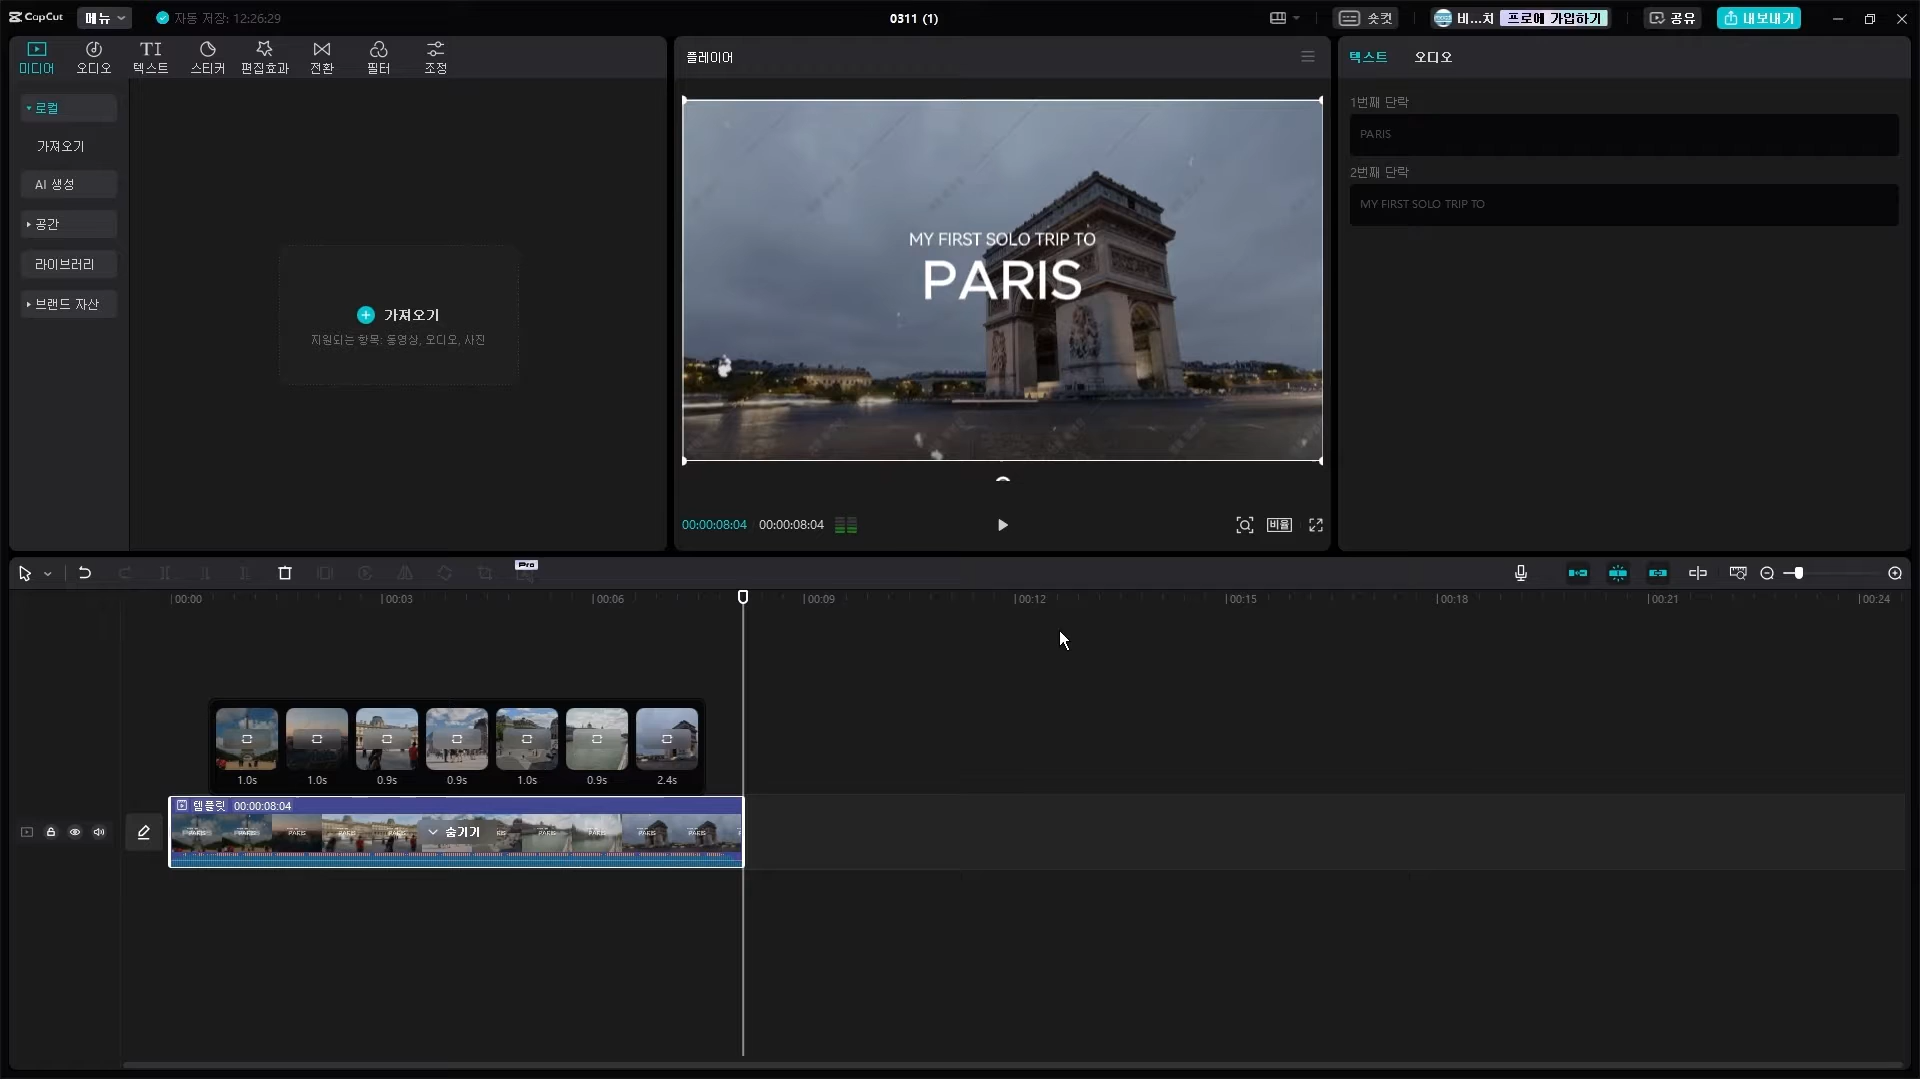 CapCut
메뉴
자동 저장: 12:26:29
0311 (1)
숏컷
비...치
프로에 가입하기
공유
내보내기
미디어
오디오
텍스트
스티커
편집효과
전환
필터
조정
로컬
가져오기
AI 생성
공간
라이브러리
브랜드 자산
가져오기
지원되는 항목: 동영상, 오디오, 사진
플레이어
MY FIRST SOLO TRIP TO
PARIS
00:00:08:04
00:00:08:04
비율
텍스트
오디오
1번째 단락
PARIS
2번째 단락
MY FIRST SOLO TRIP TO
Pro
00:00
00:03
00:06
00:09
00:12
00:15
00:18
00:21
00:24
1.0s
1.0s
0.9s
0.9s
1.0s
0.9s
2.4s
템플릿 00:00:08:04
숨기기